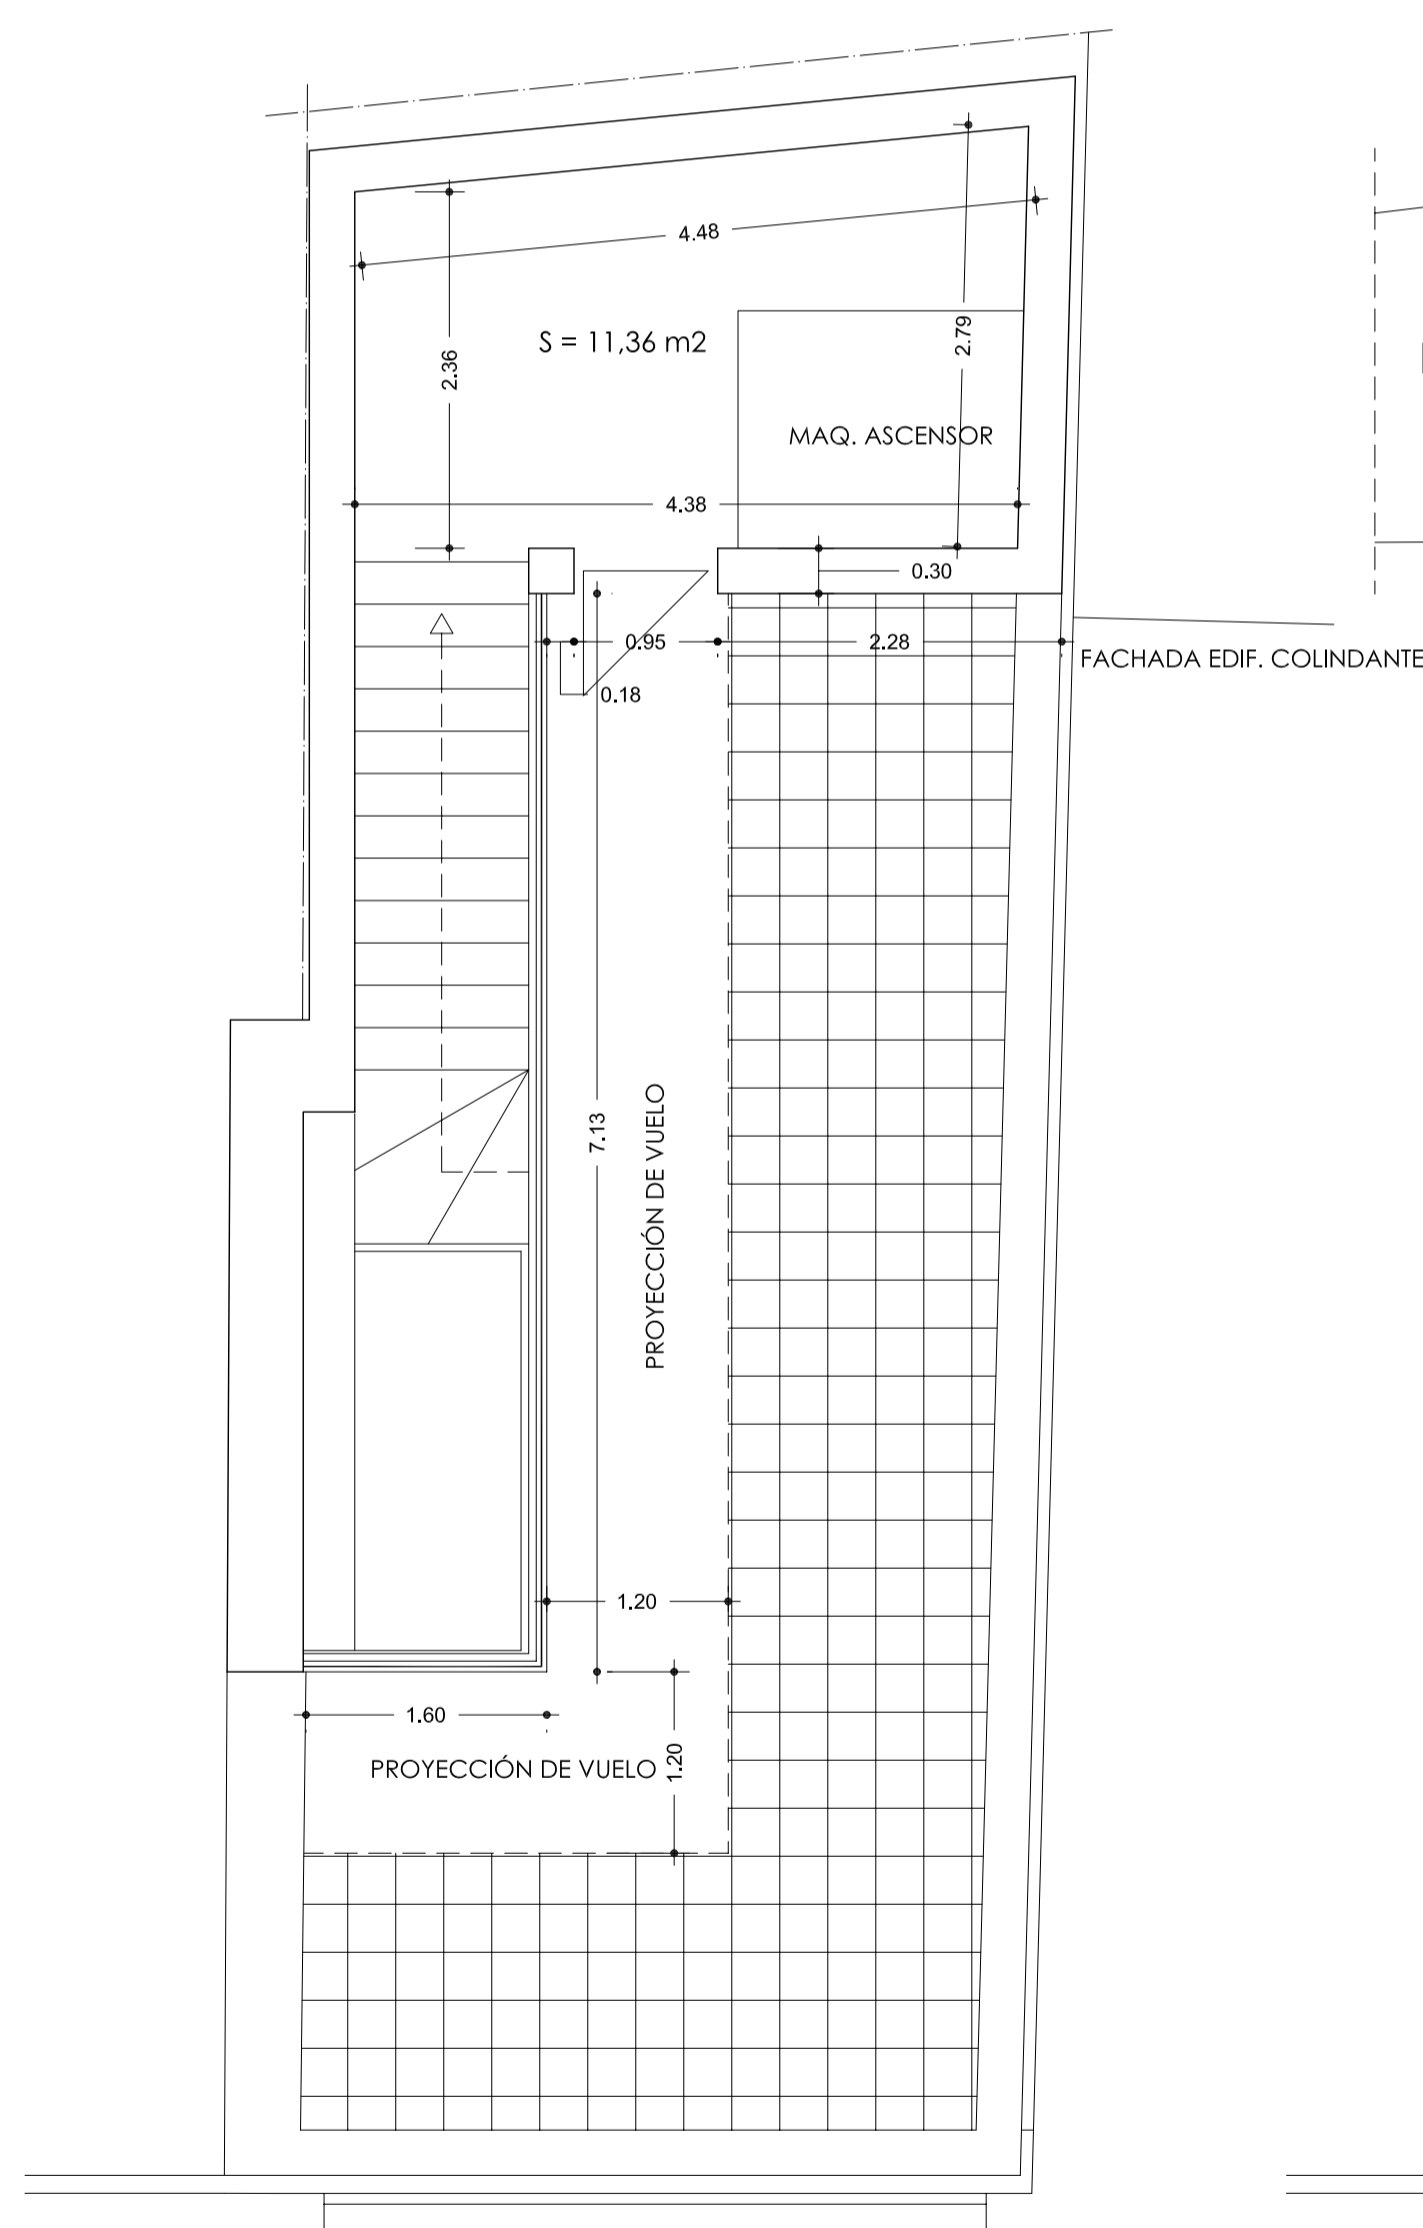 4.48
2.79
S = 11,36 m2
2.36
MAQ. ASCENSOR
4.38
0.30
0.95
2.28
FACHADA EDIF. COLINDANTE
0.18
7.13
PROYECCIÓN DE VUELO
1.20
1.60
1.20
PROYECCIÓN DE VUELO